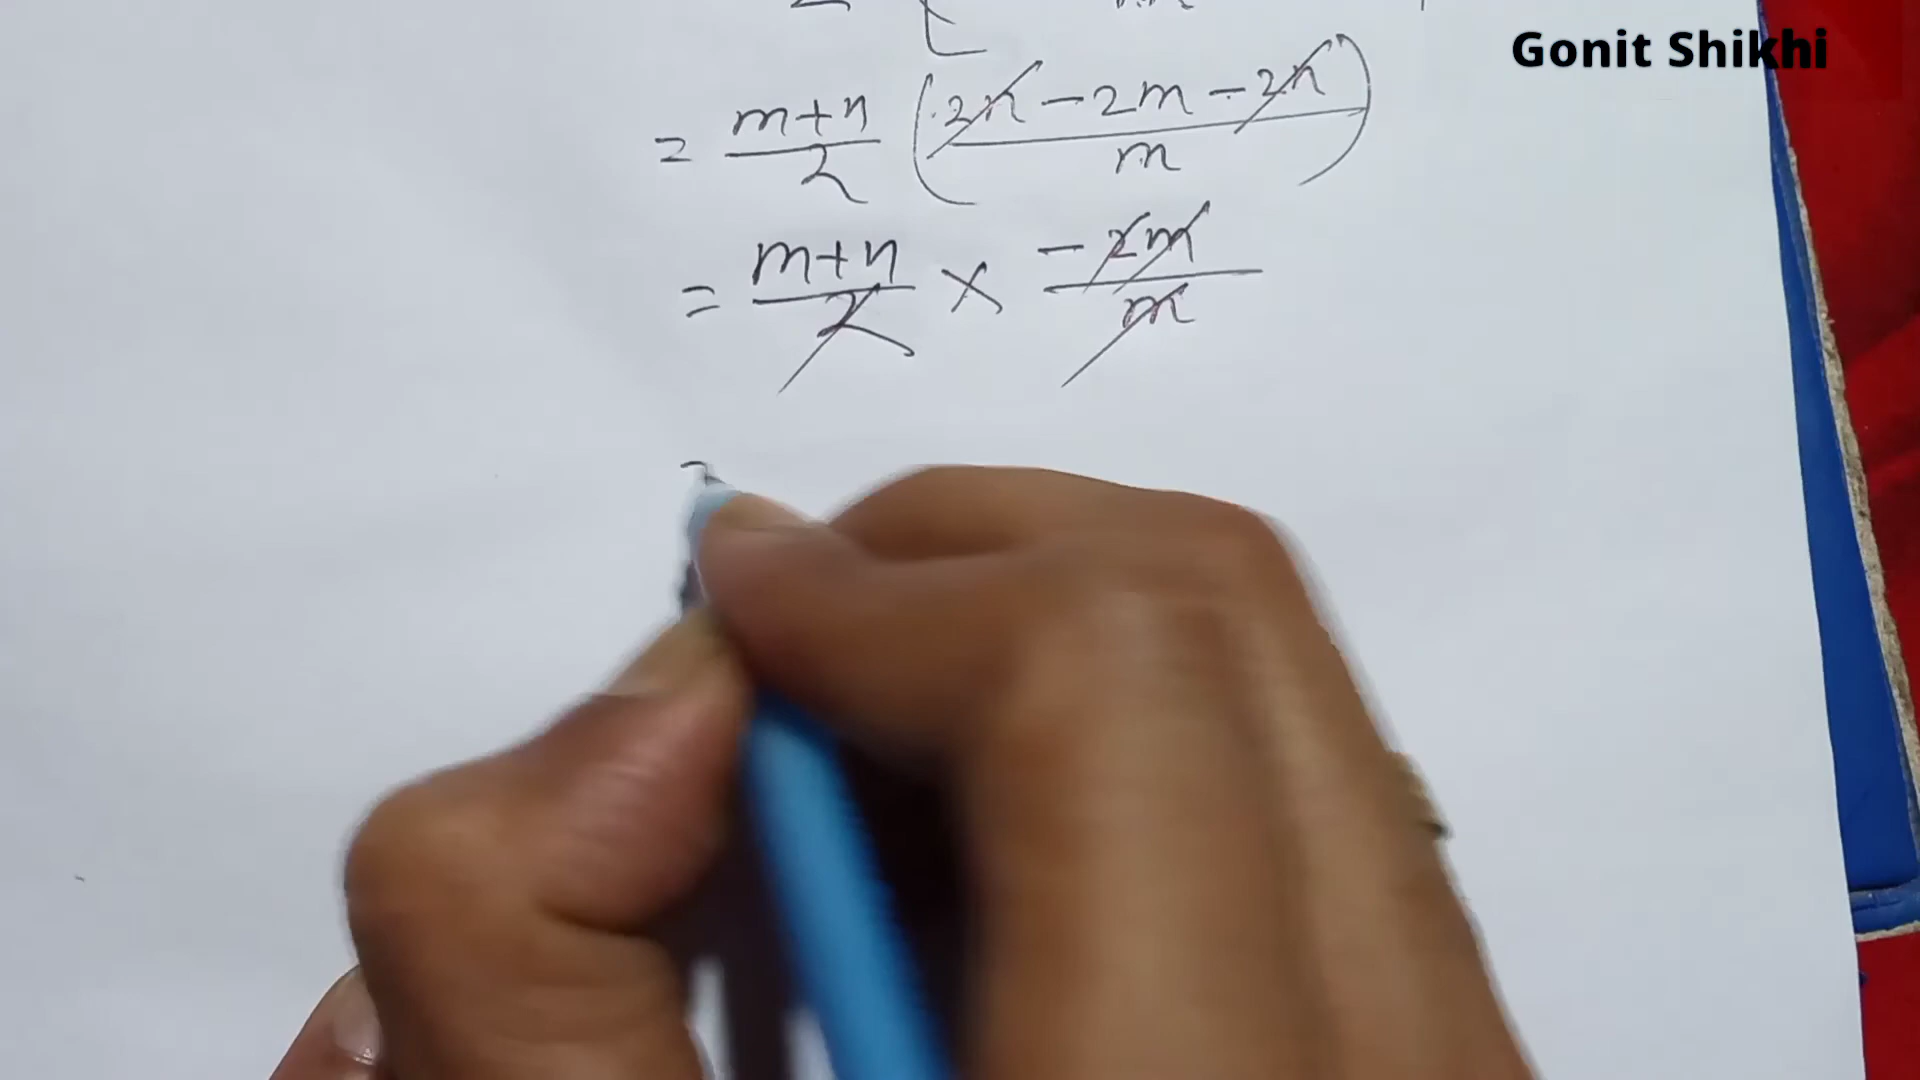 Gonit Shikhi
= m+n/2 (2n-2m-2n/m)
= m+n/2 × -2m/m
=